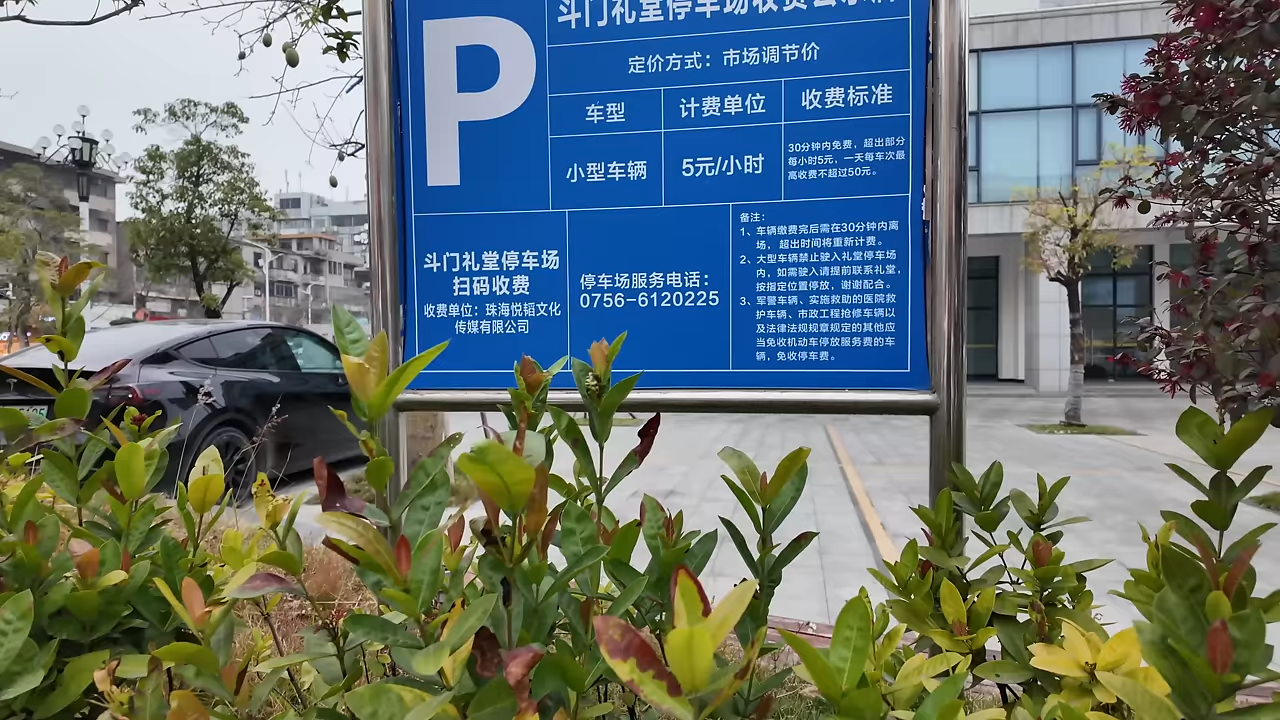 P
斗门礼堂停车场收费公示牌
定价方式：市场调节价
车型
计费单位
收费标准
小型车辆
5元/小时
30分钟内免费，超出部分
每小时5元，一天每车次最
高收费不超过50元。
斗门礼堂停车场
扫码收费
收费单位：珠海悦韬文化
传媒有限公司
停车场服务电话：
0756-6120225
备注：
1、车辆缴费完后需在30分钟内离
场，超出时间将重新计费。
2、大型车辆禁止驶入礼堂停车场
内，如需驶入请提前联系礼堂，
按指定位置停放，谢谢配合。
3、军警车辆、实施救助的医院救
护车辆、市政工程抢修车辆以
及法律法规规章规定的其他应
当免收机动车停放服务费的车
辆，免收停车费。